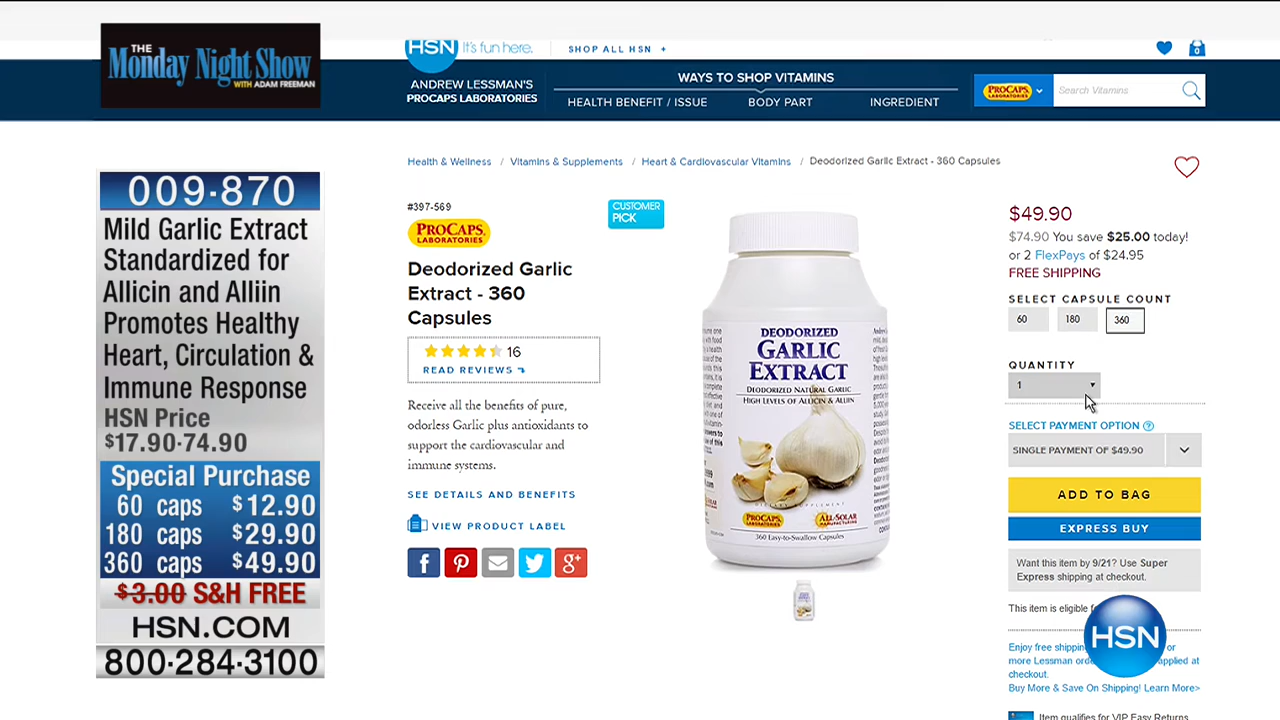 THE
Monday Night Show
WITH ADAM FREEMAN
HSN It's fun here.
SHOP ALL HSN +
0
ANDREW LESSMAN'S
PROCAPS LABORATORIES
WAYS TO SHOP VITAMINS
HEALTH BENEFIT / ISSUE
BODY PART
INGREDIENT
PROCAPS
LABORATORIES
Search Vitamins
Health & Wellness / Vitamins & Supplements / Heart & Cardiovascular Vitamins / Deodorized Garlic Extract - 360 Capsules
009-870
Mild Garlic Extract
Standardized for
Allicin and Alliin
Promotes Healthy
Heart, Circulation &
Immune Response
HSN Price
$17.90-74.90
Special Purchase
60 caps $12.90
180 caps $29.90
360 caps $49.90
$3.00 S&H FREE
HSN.COM
800-284-3100
#397-569
PROCAPS
LABORATORIES
Deodorized Garlic
Extract - 360
Capsules
16
READ REVIEWS
Receive all the benefits of pure,
odorless Garlic plus antioxidants to
support the cardiovascular and
immune systems.
SEE DETAILS AND BENEFITS
VIEW PRODUCT LABEL
f
g+
CUSTOMER
PICK
DEODORIZED
GARLIC
EXTRACT
DEODORIZED NATURAL GARLIC
HIGH LEVELS OF ALLICIN & ALLIIN
DIETARY SUPPLEMENT
PROCAPS
LABORATORIES
ALL-SOLAR
MANUFACTURING
360 Easy-to-Swallow Capsules
$49.90
$74.90 You save $25.00 today!
or 2 FlexPays of $24.95
FREE SHIPPING
SELECT CAPSULE COUNT
60
180
360
QUANTITY
1
SELECT PAYMENT OPTION ?
SINGLE PAYMENT OF $49.90
ADD TO BAG
EXPRESS BUY
Want this item by 9/21? Use Super
Express shipping at checkout.
This item is eligible
HSN
Enjoy free shipping or
more Lessman applied at
checkout.
Buy More & Save On Shipping! Learn More>
Item qualifies for VIP Easy Returns